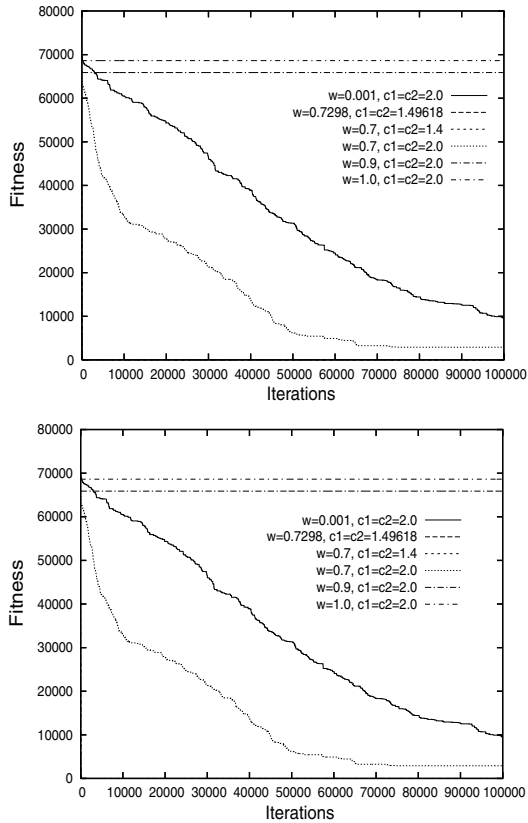 80000
70000
60000
50000
40000
30000
20000
10000
0
Fitness
w=0.001, c1=c2=2.0
w=0.7298, c1=c2=1.49618
w=0.7, c1=c2=1.4
w=0.7, c1=c2=2.0
w=0.9, c1=c2=2.0
w=1.0, c1=c2=2.0
0 10000 20000 30000 40000 50000 60000 70000 80000 90000 100000
Iterations
80000
70000
60000
50000
40000
30000
20000
10000
0
Fitness
w=0.001, c1=c2=2.0
w=0.7298, c1=c2=1.49618
w=0.7, c1=c2=1.4
w=0.7, c1=c2=2.0
w=0.9, c1=c2=2.0
w=1.0, c1=c2=2.0
0 10000 20000 30000 40000 50000 60000 70000 80000 90000 100000
Iterations